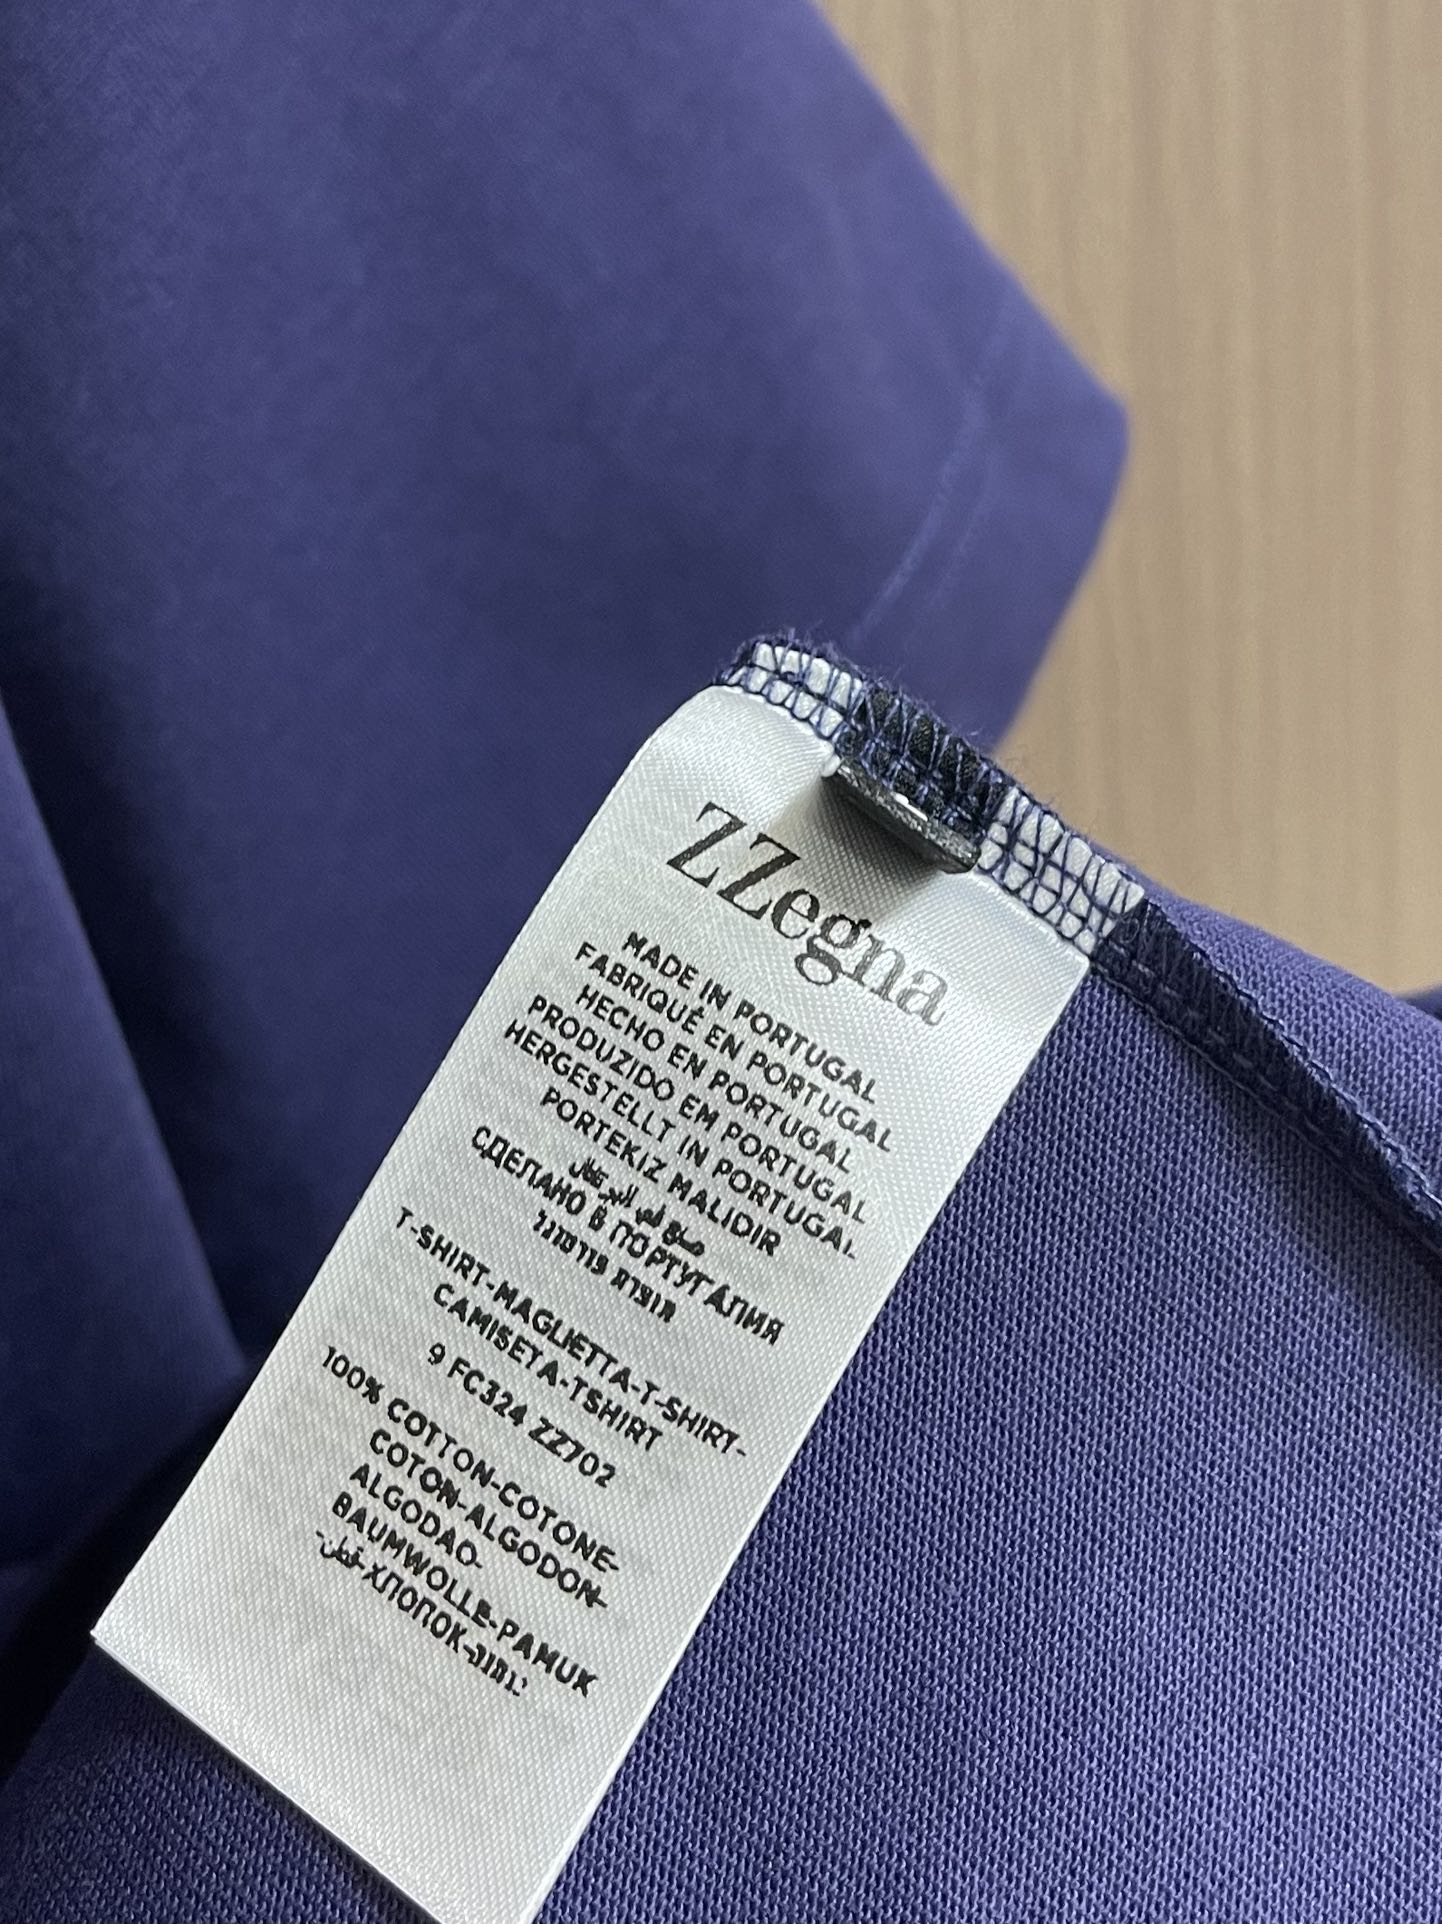 ZZegna
MADE IN PORTUGAL
FABRIQUÉ EN PORTUGAL
HECHO EN PORTUGAL
PRODUZIDO EM PORTUGAL
HERGESTELLT IN PORTUGAL
PORTEKIZ MALIDIR
صنع في البرتغال
СДЕЛАНО В ПОРТУГАЛИЯ
תוצרת פורטוגל
T-SHIRT-MAGLIETTA-T-SHIRT-
CAMISETA-TSHIRT
9 FC324 ZZ702
100% COTTON-COTONE-
COTON-ALGODON-
ALGODAO-
BAUMWOLLE-PAMUK
-قطن-ХЛОПОК-כותנה